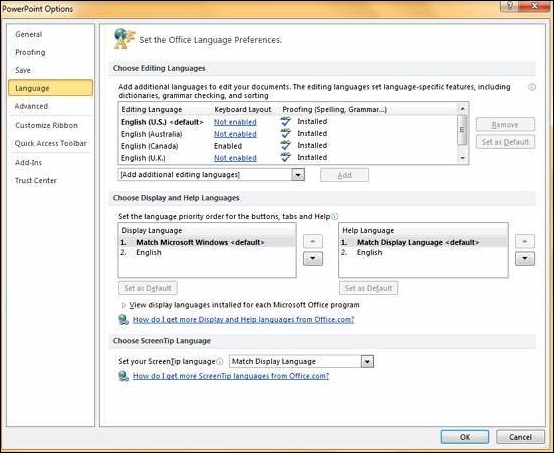 PowerPoint Options
General
Proofing
Save
Language
Advanced
Customize Ribbon
Quick Access Toolbar
Add-Ins
Trust Center
Set the Office Language Preferences.
Choose Editing Languages
Add additional languages to edit your documents. The editing languages set language-specific features, including
dictionaries, grammar checking, and sorting
Editing Language Keyboard Layout Proofing (Spelling, Grammar...)
English (U.S.) <default> Not enabled Installed
English (Australia) Not enabled Installed
English (Canada) Enabled Installed
English (U.K.) Not enabled Installed
Remove
Set as Default
[Add additional editing languages] Add
Choose Display and Help Languages
Set the language priority order for the buttons, tabs and Help
Display Language Help Language
1. Match Microsoft Windows <default> 1. Match Display Language <default>
2. English 2. English
Set as Default Set as Default
View display languages installed for each Microsoft Office program
How do I get more Display and Help languages from Office.com?
Choose ScreenTip Language
Set your ScreenTip language Match Display Language
How do I get more ScreenTip languages from Office.com?
OK Cancel